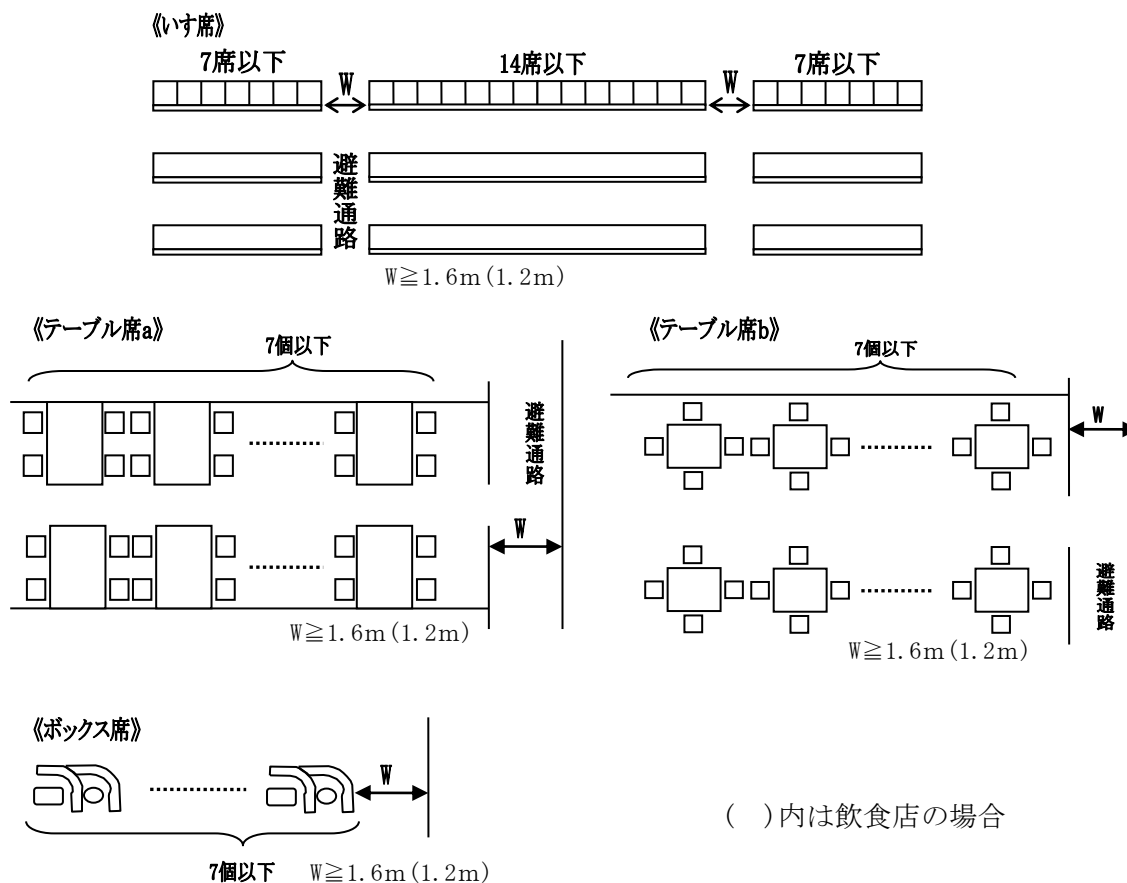 《いす席》
7席以下
14席以下
7席以下
W
W
避難通路
W≧1.6m(1.2m)
《テーブル席a》
7個以下
避難通路
W
W≧1.6m(1.2m)
《テーブル席b》
7個以下
W
避難通路
W≧1.6m(1.2m)
《ボックス席》
W
7個以下 W≧1.6m(1.2m)
( )内は飲食店の場合